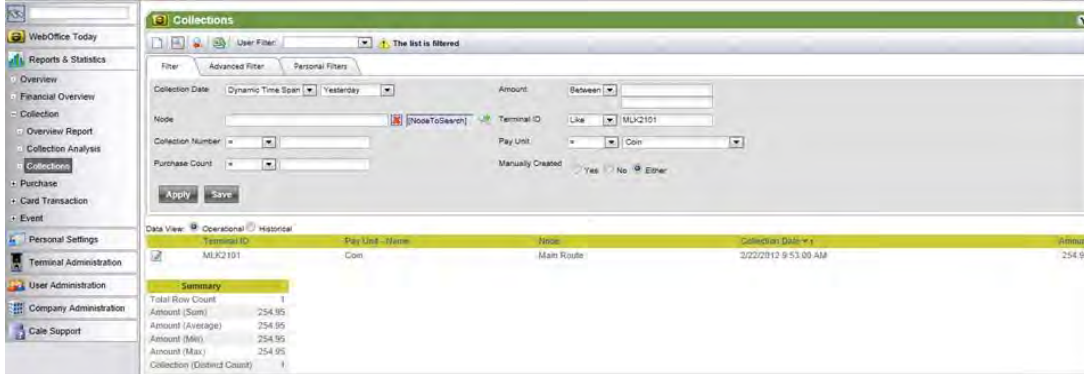 Collections
WebOffice Today
User Filter:
The list is filtered
Reports & Statistics
Filter
Advanced Filter
Personal Filters
Overview
Financial Overview
Collection
Overview Report
Collection Analysis
Collections
Purchase
Card Transaction
Event
Collection Date Dynamic Time Span Yesterday Amount Between
Node [NodeToSearch] Terminal ID Like MLK2101
Collection Number = Pay Unit = Coin
Purchase Count = Manually Created Yes No Either
Apply Save
Personal Settings
Terminal Administration
User Administration
Company Administration
Cale Support
Data View: Operational Historical
Terminal ID Pay Unit - Name Node Collection Date 1
MLK2101 Coin Main Route 2/22/2012 9:53:00 AM 254.9
Summary
Total Row Count 1
Amount (Sum) 254.95
Amount (Average) 254.95
Amount (Min) 254.95
Amount (Max) 254.95
Collection (Distinct Count) 1